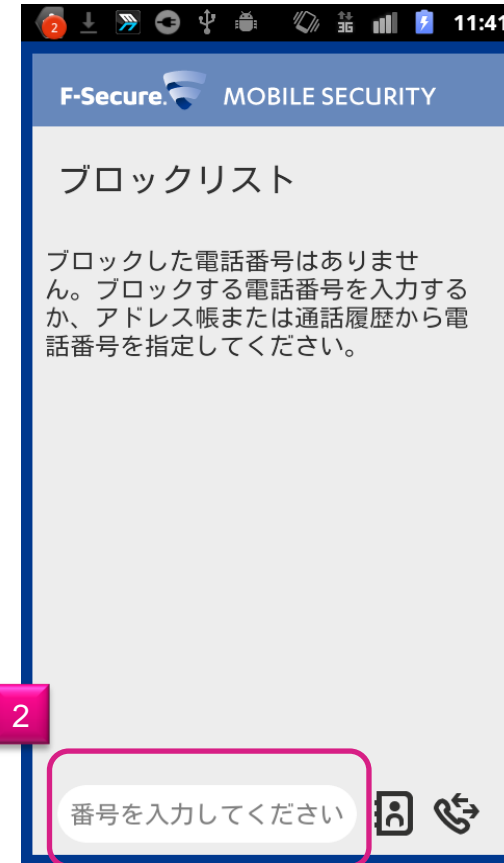 2 3G 11:41
F-Secure. MOBILE SECURITY
ブロックリスト
ブロックした電話番号はありませ
ん。ブロックする電話番号を入力する
か、アドレス帳または通話履歴から電
話番号を指定してください。
2
番号を入力してください